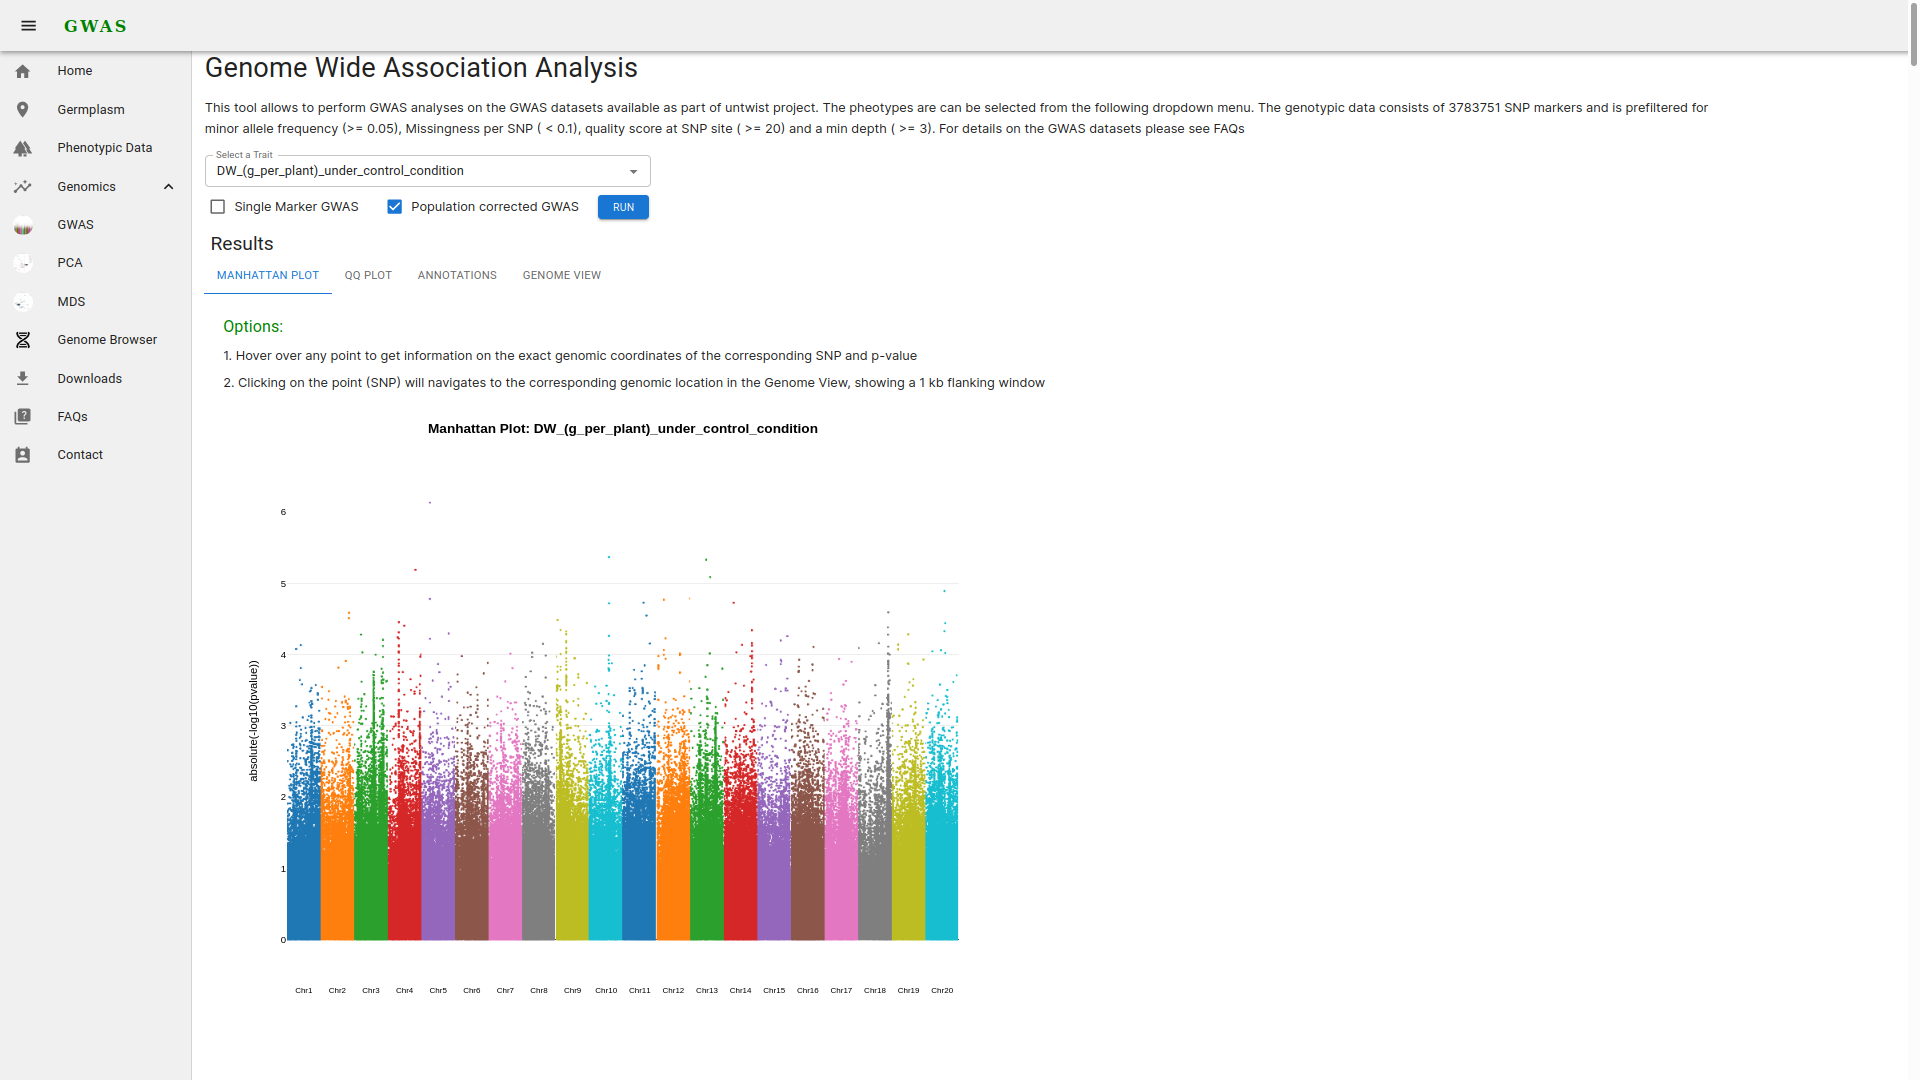 GWAS
Home
Germplasm
Phenotypic Data
Genomics
GWAS
PCA
MDS
Genome Browser
Downloads
FAQs
Contact
Genome Wide Association Analysis
This tool allows to perform GWAS analyses on the GWAS datasets available as part of untwist project. The pheotypes are can be selected from the following dropdown menu. The genotypic data consists of 3783751 SNP markers and is prefiltered for
minor allele frequency (>= 0.05), Missingness per SNP ( < 0.1), quality score at SNP site ( >= 20) and a min depth ( >= 3). For details on the GWAS datasets please see FAQs
Select a Trait
DW_(g_per_plant)_under_control_condition
Single Marker GWAS Population corrected GWAS RUN
Results
MANHATTAN PLOT QQ PLOT ANNOTATIONS GENOME VIEW
Options:
1. Hover over any point to get information on the exact genomic coordinates of the corresponding SNP and p-value
2. Clicking on the point (SNP) will navigates to the corresponding genomic location in the Genome View, showing a 1 kb flanking window
Manhattan Plot: DW_(g_per_plant)_under_control_condition
absolute(-log10(pvalue))
6
5
4
3
2
1
0
Chr1 Chr2 Chr3 Chr4 Chr5 Chr6 Chr7 Chr8 Chr9 Chr10 Chr11 Chr12 Chr13 Chr14 Chr15 Chr16 Chr17 Chr18 Chr19 Chr20